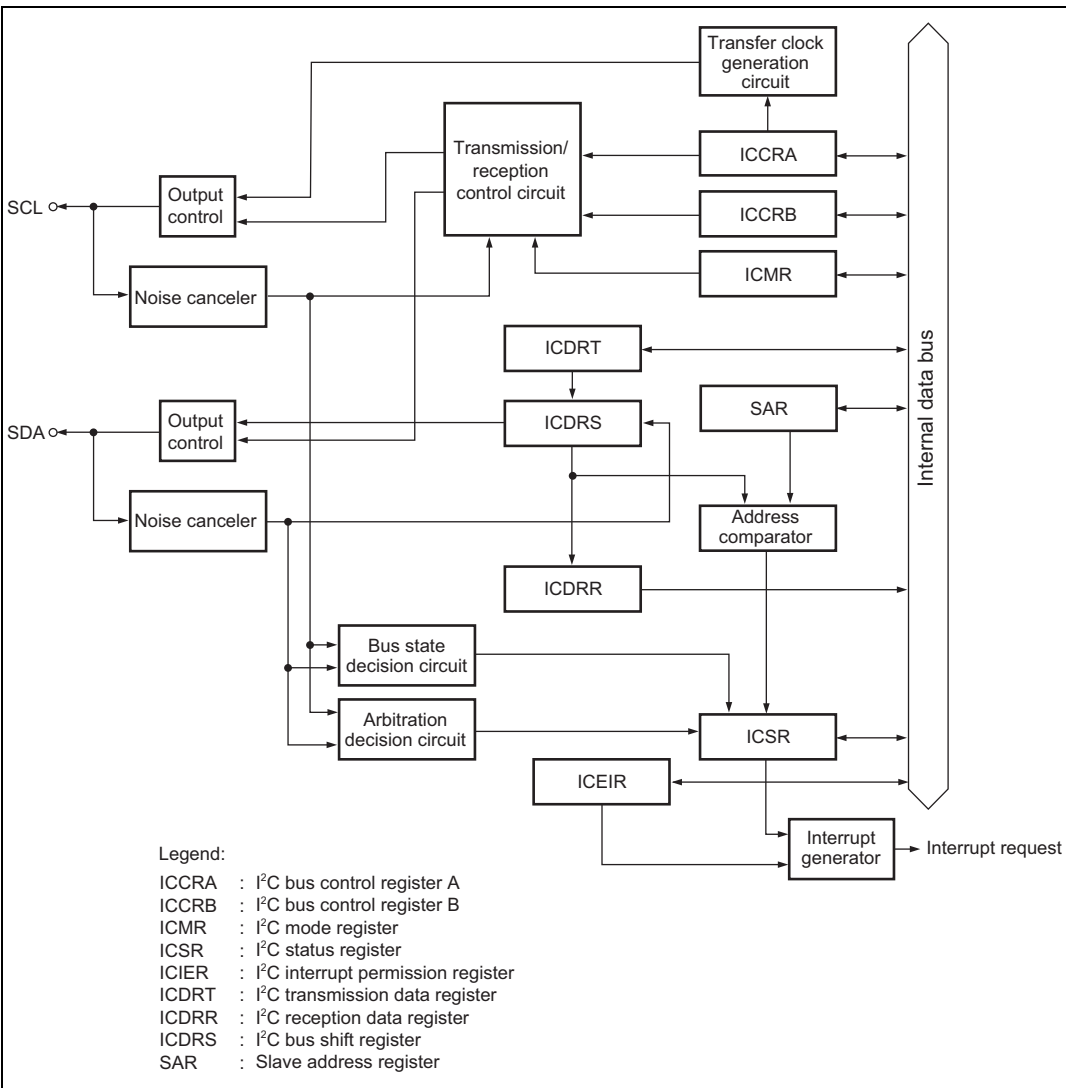 Transfer clock
generation
circuit
Transmission/
reception
control circuit
ICCRA
SCL
Output
control
ICCRB
Noise canceler
ICMR
ICDRT
SDA
Output
control
ICDRS
SAR
Internal data bus
Noise canceler
Address
comparator
ICDRR
Bus state
decision circuit
Arbitration
decision circuit
ICSR
ICEIR
Interrupt
generator
Interrupt request
Legend:
ICCRA : I²C bus control register A
ICCRB : I²C bus control register B
ICMR : I²C mode register
ICSR : I²C status register
ICIER : I²C interrupt permission register
ICDRT : I²C transmission data register
ICDRR : I²C reception data register
ICDRS : I²C bus shift register
SAR : Slave address register